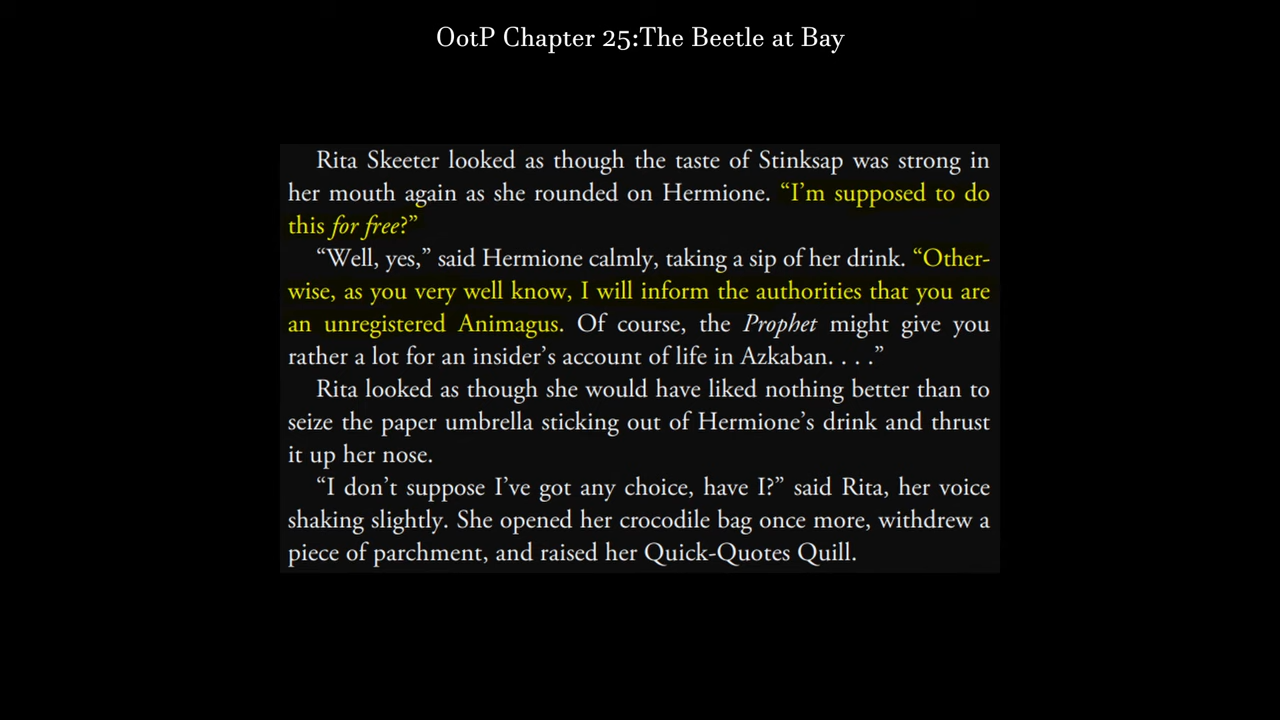 OotP Chapter 25:The Beetle at Bay
Rita Skeeter looked as though the taste of Stinksap was strong in
her mouth again as she rounded on Hermione. “I’m supposed to do
this for free?”
“Well, yes,” said Hermione calmly, taking a sip of her drink. “Other-
wise, as you very well know, I will inform the authorities that you are
an unregistered Animagus. Of course, the Prophet might give you
rather a lot for an insider’s account of life in Azkaban. . . .”
Rita looked as though she would have liked nothing better than to
seize the paper umbrella sticking out of Hermione’s drink and thrust
it up her nose.
“I don’t suppose I’ve got any choice, have I?” said Rita, her voice
shaking slightly. She opened her crocodile bag once more, withdrew a
piece of parchment, and raised her Quick-Quotes Quill.